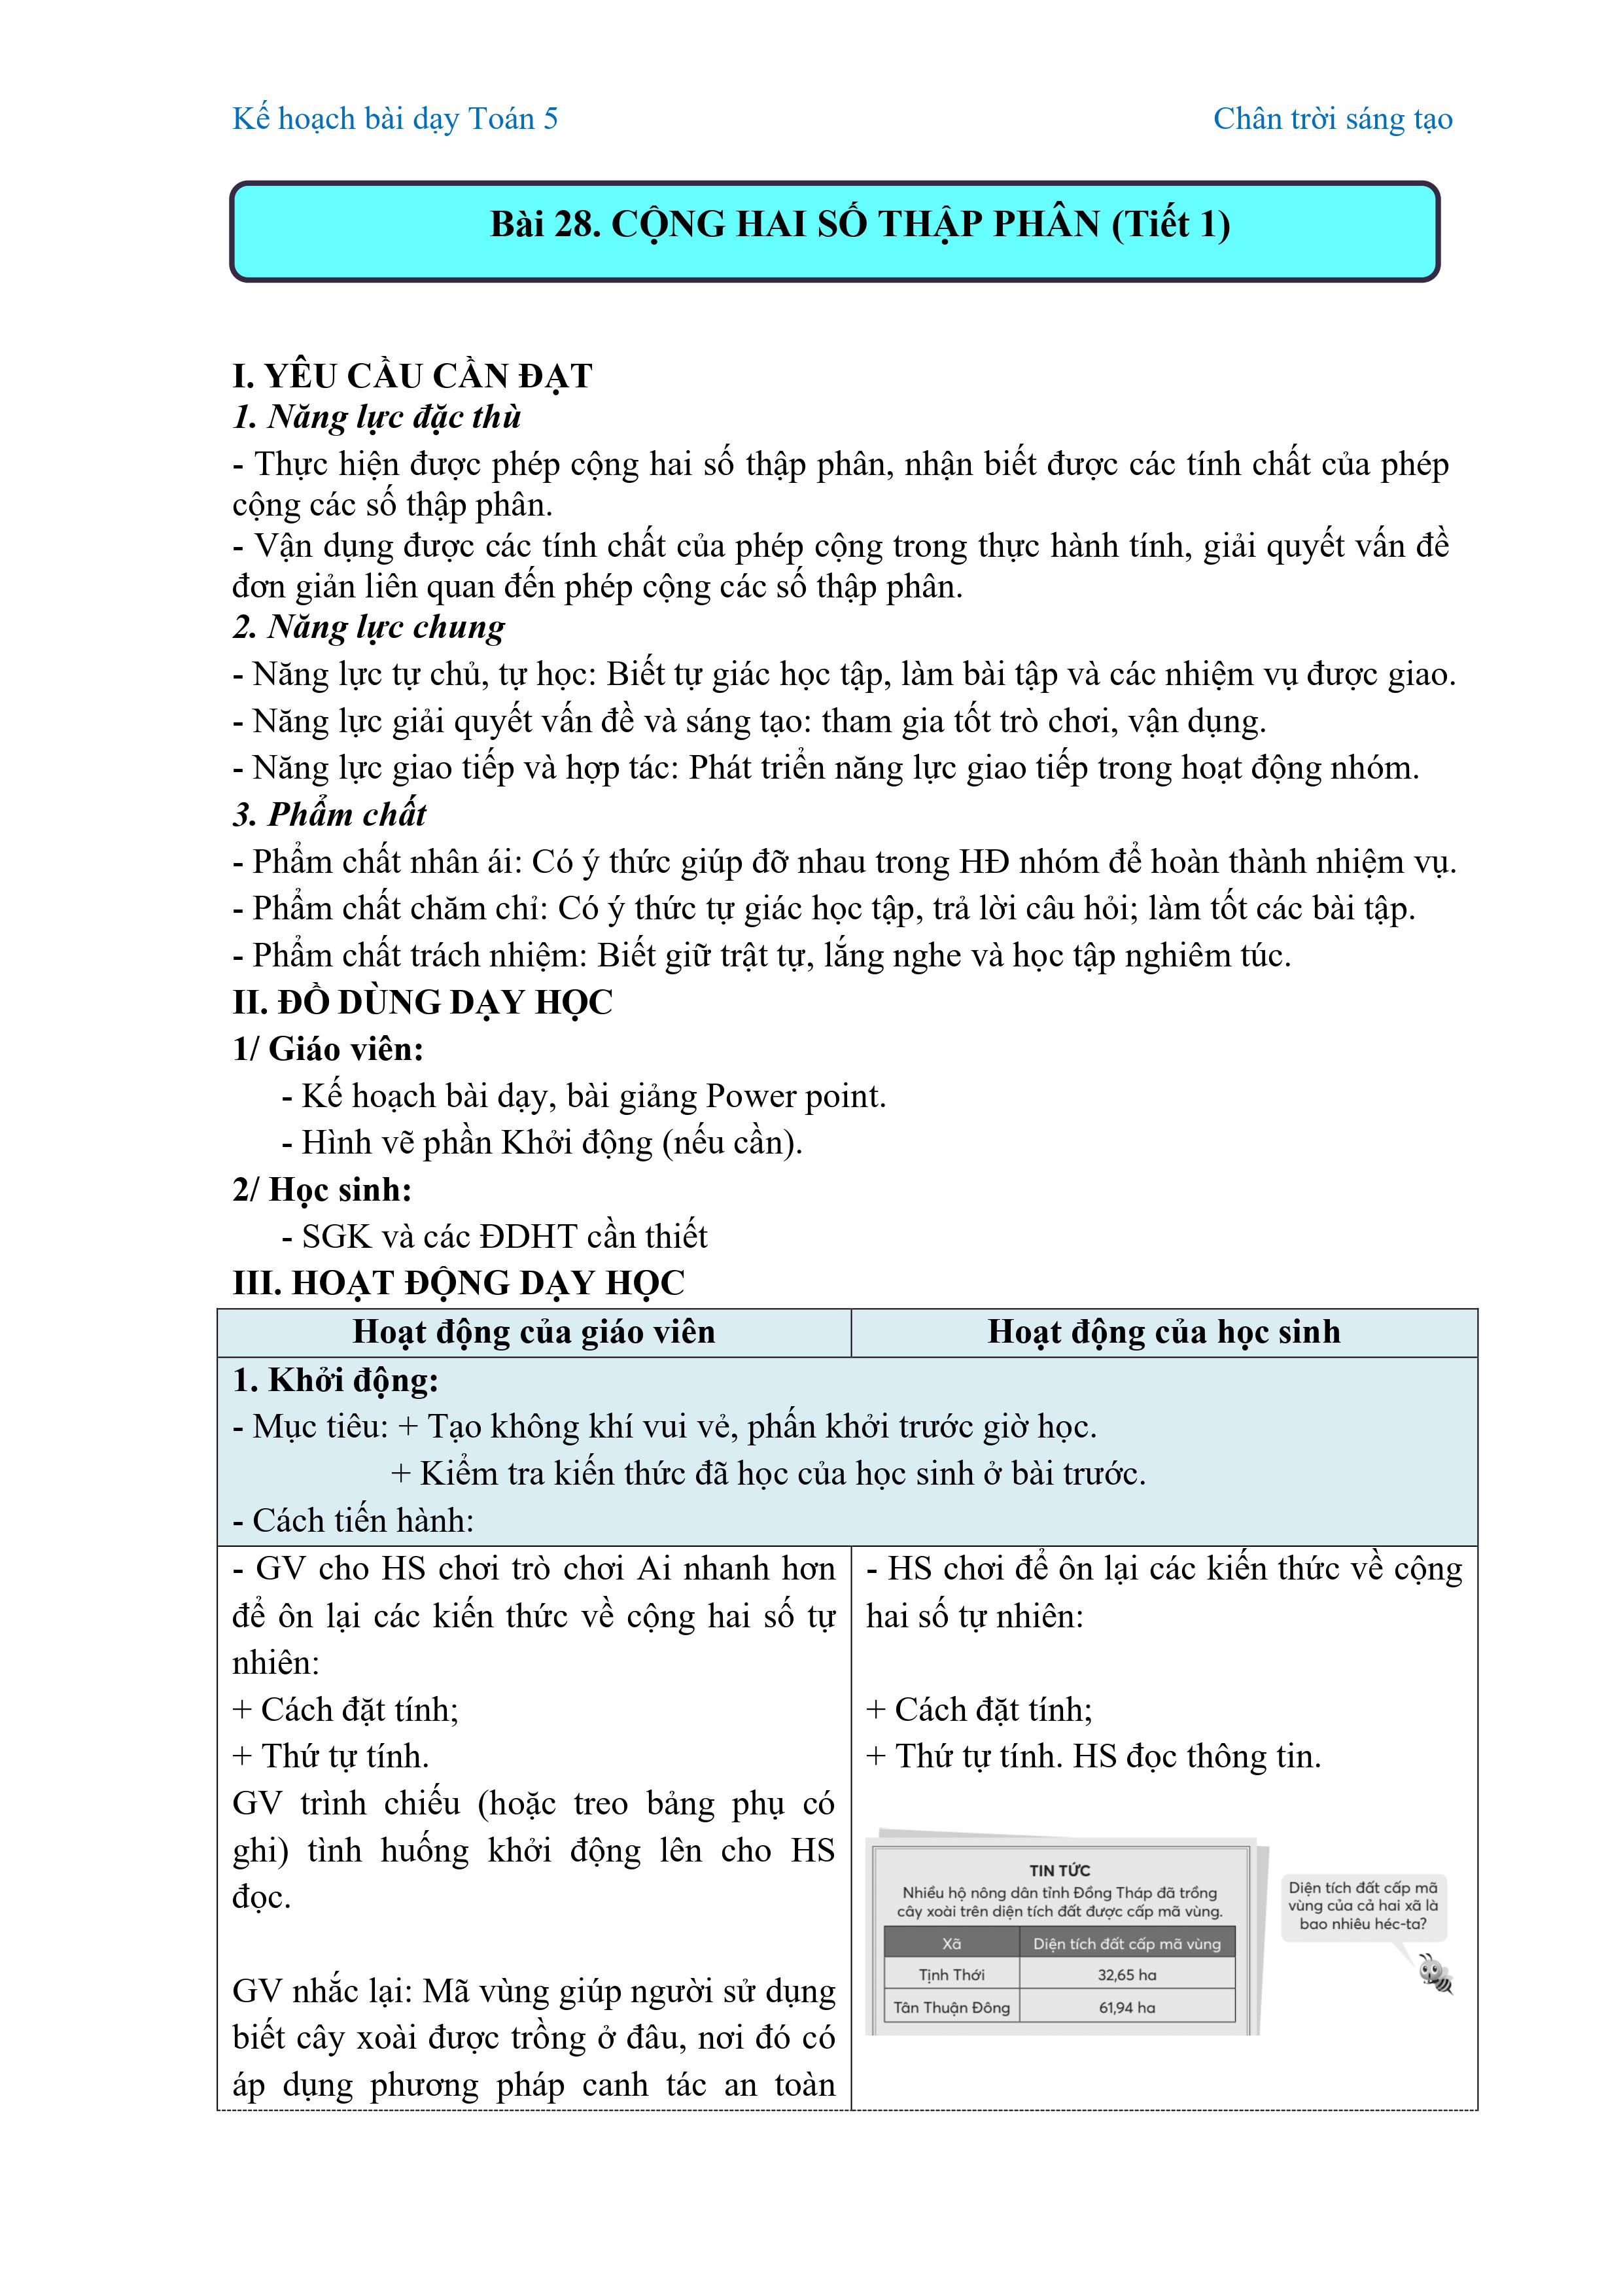 Kế hoạch bài dạy Toán 5
Chân trời sáng tạo
Bài 28. CỘNG HAI SỐ THẬP PHÂN (Tiết 1)
I. YÊU CẦU CẦN ĐẠT
1. Năng lực đặc thù
- Thực hiện được phép cộng hai số thập phân, nhận biết được các tính chất của phép
cộng các số thập phân.
- Vận dụng được các tính chất của phép cộng trong thực hành tính, giải quyết vấn đề
đơn giản liên quan đến phép cộng các số thập phân.
2. Năng lực chung
- Năng lực tự chủ, tự học: Biết tự giác học tập, làm bài tập và các nhiệm vụ được giao.
- Năng lực giải quyết vấn đề và sáng tạo: tham gia tốt trò chơi, vận dụng.
- Năng lực giao tiếp và hợp tác: Phát triển năng lực giao tiếp trong hoạt động nhóm.
3. Phẩm chất
- Phẩm chất nhân ái: Có ý thức giúp đỡ nhau trong HĐ nhóm để hoàn thành nhiệm vụ.
- Phẩm chất chăm chỉ: Có ý thức tự giác học tập, trả lời câu hỏi; làm tốt các bài tập.
- Phẩm chất trách nhiệm: Biết giữ trật tự, lắng nghe và học tập nghiêm túc.
II. ĐỒ DÙNG DẠY HỌC
1/ Giáo viên:
- Kế hoạch bài dạy, bài giảng Power point.
- Hình vẽ phần Khởi động (nếu cần).
2/ Học sinh:
- SGK và các ĐDHT cần thiết
III. HOẠT ĐỘNG DẠY HỌC
Hoạt động của giáo viên
Hoạt động của học sinh
1. Khởi động:
- Mục tiêu: + Tạo không khí vui vẻ, phấn khởi trước giờ học.
+ Kiểm tra kiến thức đã học của học sinh ở bài trước.
- Cách tiến hành:
- GV cho HS chơi trò chơi Ai nhanh hơn
để ôn lại các kiến thức về cộng hai số tự
nhiên:
+ Cách đặt tính;
+ Thứ tự tính.
GV trình chiếu (hoặc treo bảng phụ có
ghi) tình huống khởi động lên cho HS
đọc.
GV nhắc lại: Mã vùng giúp người sử dụng
biết cây xoài được trồng ở đâu, nơi đó có
áp dụng phương pháp canh tác an toàn
- HS chơi để ôn lại các kiến thức về cộng
hai số tự nhiên:
+ Cách đặt tính;
+ Thứ tự tính. HS đọc thông tin.
TIN TỨC
Nhiều hộ nông dân tỉnh Đồng Tháp đã trồng
cây xoài trên diện tích đất được cấp mã vùng.
Xã
Diện tích đất cấp mã vùng
Tịnh Thới
32,65 ha
Tân Thuận Đông
61,94 ha
Diện tích đất cấp mã
vùng của cả hai xã là
bao nhiêu héc-ta?